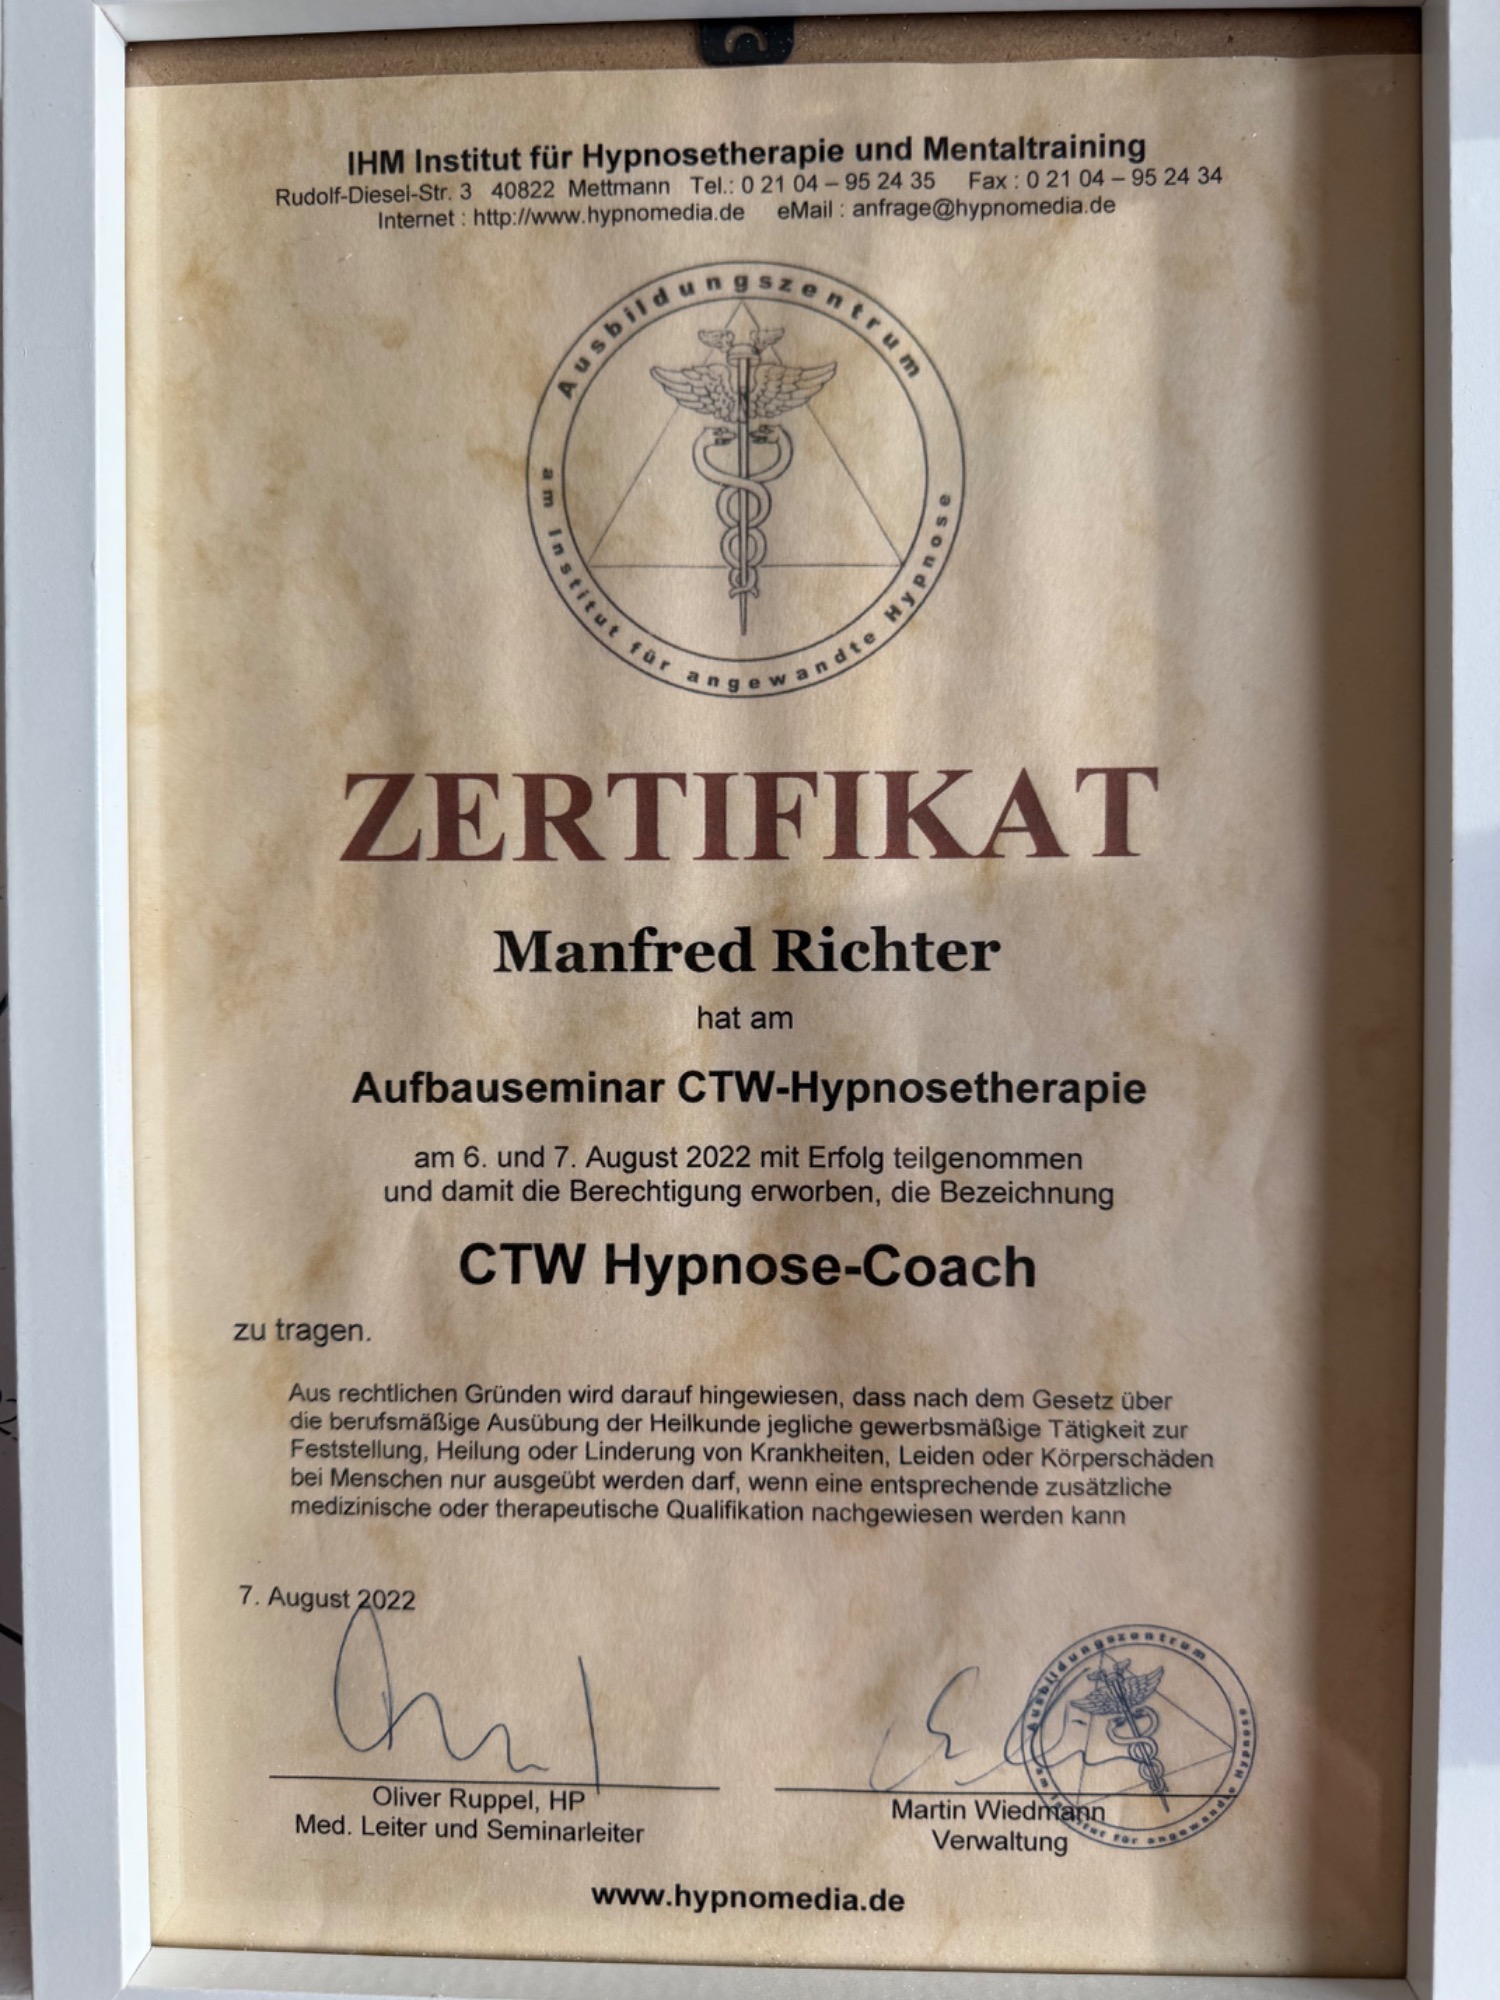 IHM Institut für Hypnosetherapie und Mentaltraining
Rudolf-Diesel-Str. 3 40822 Mettmann Tel.: 0 21 04 – 95 24 35 Fax : 0 21 04 – 95 24 34
Internet : http://www.hypnomedia.de eMail : anfrage@hypnomedia.de
Ausbildungszentrum
am Institut für angewandte Hypnose
ZERTIFIKAT
Manfred Richter
hat am
Aufbauseminar CTW-Hypnosetherapie
am 6. und 7. August 2022 mit Erfolg teilgenommen
und damit die Berechtigung erworben, die Bezeichnung
CTW Hypnose-Coach
zu tragen.
Aus rechtlichen Gründen wird darauf hingewiesen, dass nach dem Gesetz über
die berufsmäßige Ausübung der Heilkunde jegliche gewerbsmäßige Tätigkeit zur
Feststellung, Heilung oder Linderung von Krankheiten, Leiden oder Körperschäden
bei Menschen nur ausgeübt werden darf, wenn eine entsprechende zusätzliche
medizinische oder therapeutische Qualifikation nachgewiesen werden kann
7. August 2022
Ausbildungszentrum
am Institut für angewandte Hypnose
Oliver Ruppel, HP
Med. Leiter und Seminarleiter
Martin Wiedmann
Verwaltung
www.hypnomedia.de